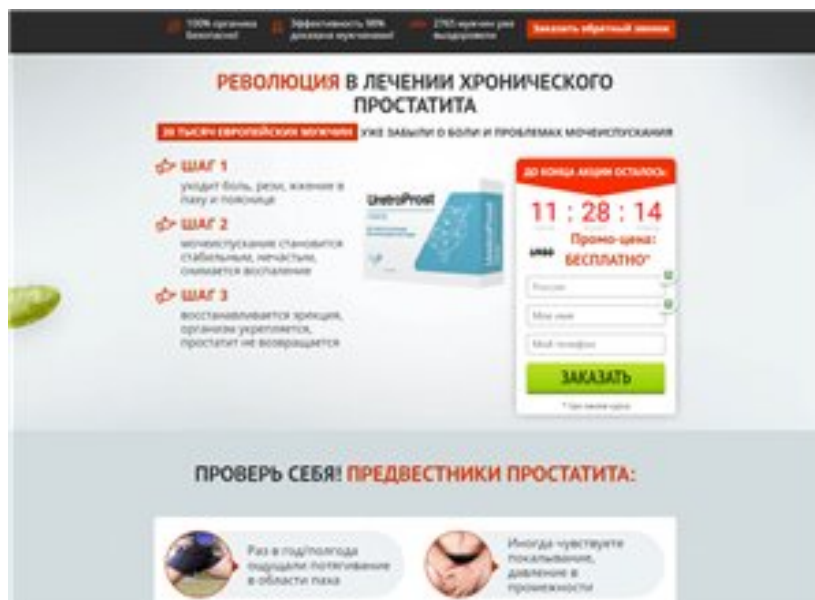 100% органика
Безопасно!
Эффективность 98%
доказана мужчинами!
2765 мужчин уже
выздоровели
Заказать обратный звонок
РЕВОЛЮЦИЯ В ЛЕЧЕНИИ ХРОНИЧЕСКОГО
ПРОСТАТИТА
ТЫСЯЧ ЕВРОПЕЙСКИХ МУЖЧИН УЖЕ ЗАБЫЛИ О БОЛИ И ПРОБЛЕМАХ МОЧЕИСПУСКАНИЯ
ШАГ 1
уходит боль, рези, жжение в
паху и пояснице
ШАГ 2
мочеиспускание становится
стабильным, нечастым,
снимается воспаление
ШАГ 3
восстанавливается эрекция,
организм укрепляется,
простатит не возвращается
UretroProst
UretroProst
ДО КОНЦА АКЦИИ ОСТАЛОСЬ:
11 : 28 : 14
Промо-цена:
БЕСПЛАТНО*
Россия
Мое имя
Мой телефон
ЗАКАЗАТЬ
ПРОВЕРЬ СЕБЯ! ПРЕДВЕСТНИКИ ПРОСТАТИТА:
Раз в год/полгода
ощущали потягивание
в области паха
Иногда чувствуете
покалывание,
давление в
промежности